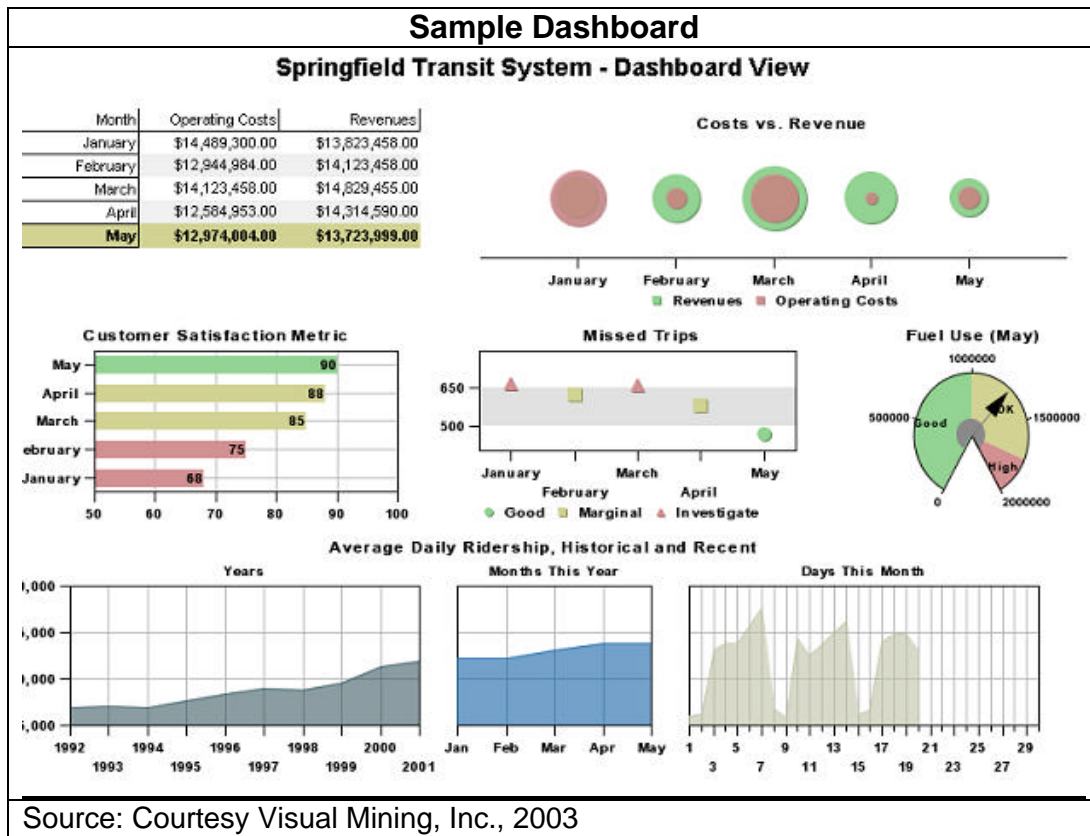 Sample Dashboard
Springfield Transit System - Dashboard View
Month Operating Costs Revenues
January $14,489,300.00 $13,823,458.00
February $12,944,984.00 $14,123,458.00
March $14,123,458.00 $14,829,455.00
April $12,584,953.00 $14,314,590.00
May $12,974,004.00 $13,723,999.00
Costs vs. Revenue
January February March April May
Revenues Operating Costs
Customer Satisfaction Metric
May 90
April 88
March 85
ebruary 75
January 68
50 60 70 80 90 100
Missed Trips
650
500
January March May
February April
Good Marginal Investigate
Fuel Use (May)
1000000
500000 Good OK 1500000
High
0 2000000
Average Daily Ridership, Historical and Recent
Years
,000
,000
,000
,000
1992 1994 1996 1998 2000
1993 1995 1997 1999 2001
Months This Year
Jan Feb Mar Apr May
Days This Month
1 5 9 13 17 21 25 29
3 7 11 15 19 23 27
Source: Courtesy Visual Mining, Inc., 2003